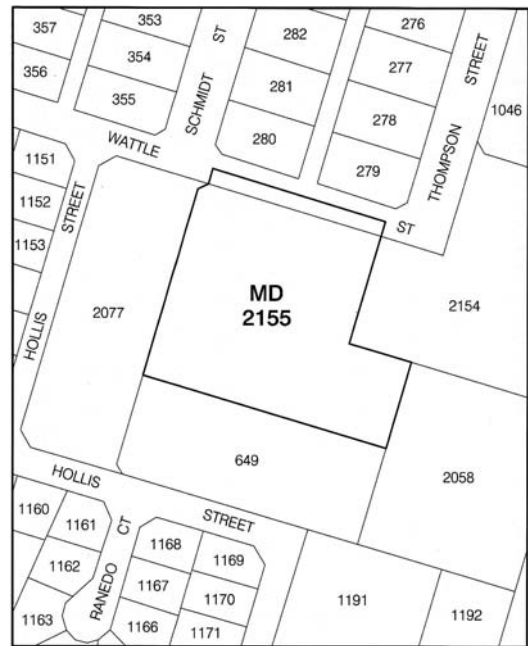 357
353
ST
282
276
STREET
356
354
SCHMIDT
281
277
1046
355
280
278
WATTLE
279
THOMPSON
1151
STREET
1152
ST
1153
MD
2155
2077
2154
HOLLIS
649
2058
HOLLIS
STREET
1160
1161
CT
1168
1169
1162
1167
1170
1191
1192
RANEDO
1163
1166
1171